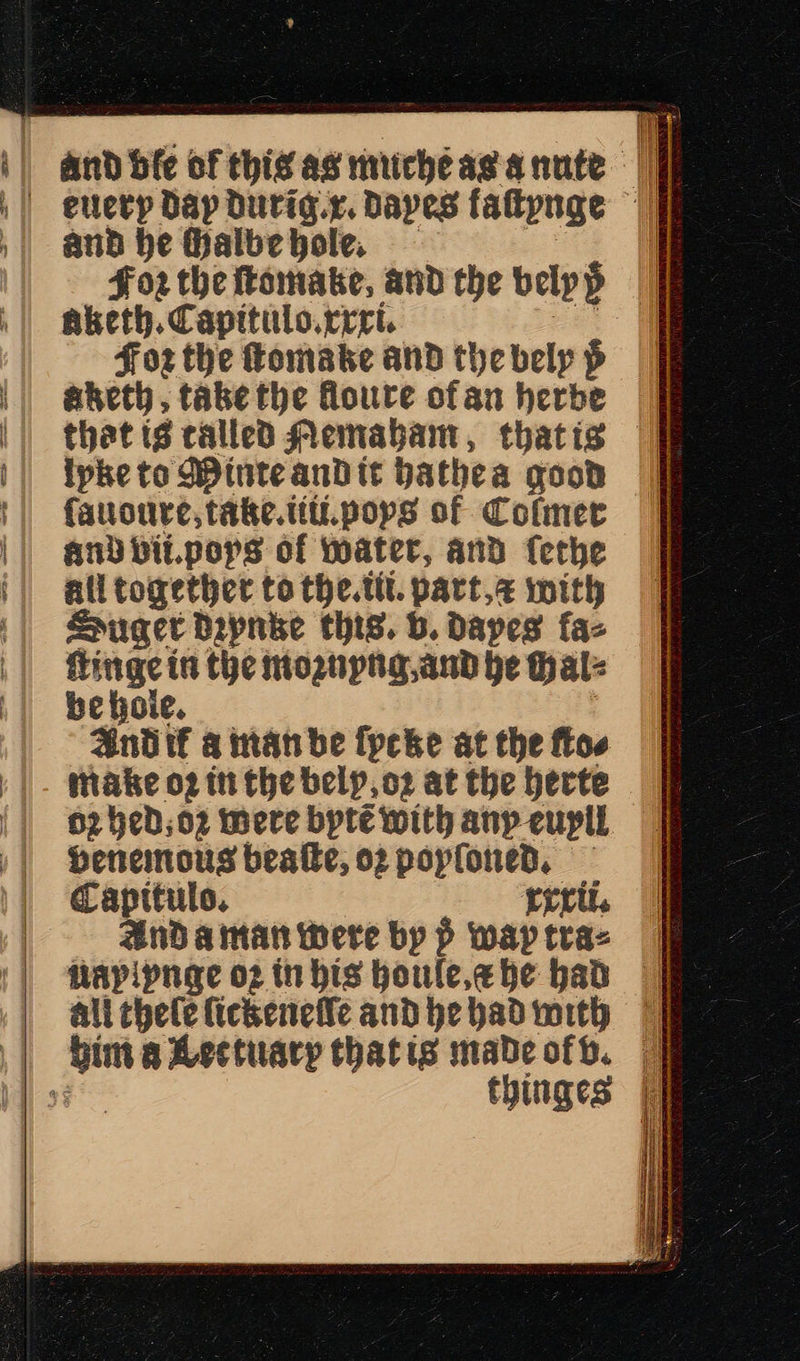 and vſe of this as muche as a nute
euery day durig.x. dayes faſtynge
and he ſhalbe hole.
For the ſtomake, and the bely þͭ
aketh. Capitulo.xxxi.
For the ſtomake and the bely þͭ
aketh, take the floure of an herbe
that is called Nemaham, that is
lyke to Minte and it hathe a good
ſauoure, take.iiii.pops of Coſmer
and vii.pops of water, and ſethe
all together to the.iii. part,⁊ with
Suger drynke this. v. dayes fa-
ſtinge in the mornyng,and he ſhal-
be hole.
And if a man be ſycke at the ſto-
make or in the bely,or at the herte
or hed,or were bytē with any euyll
venemous beaſte, or poyſoned.
Capitulo. xxxii.
And a man were by þͤ way tra-
uaylynge or in his houſe,⁊ he had
all theſe ſickeneſſe and he had with
him a Lectuary that is made of v.
thinges